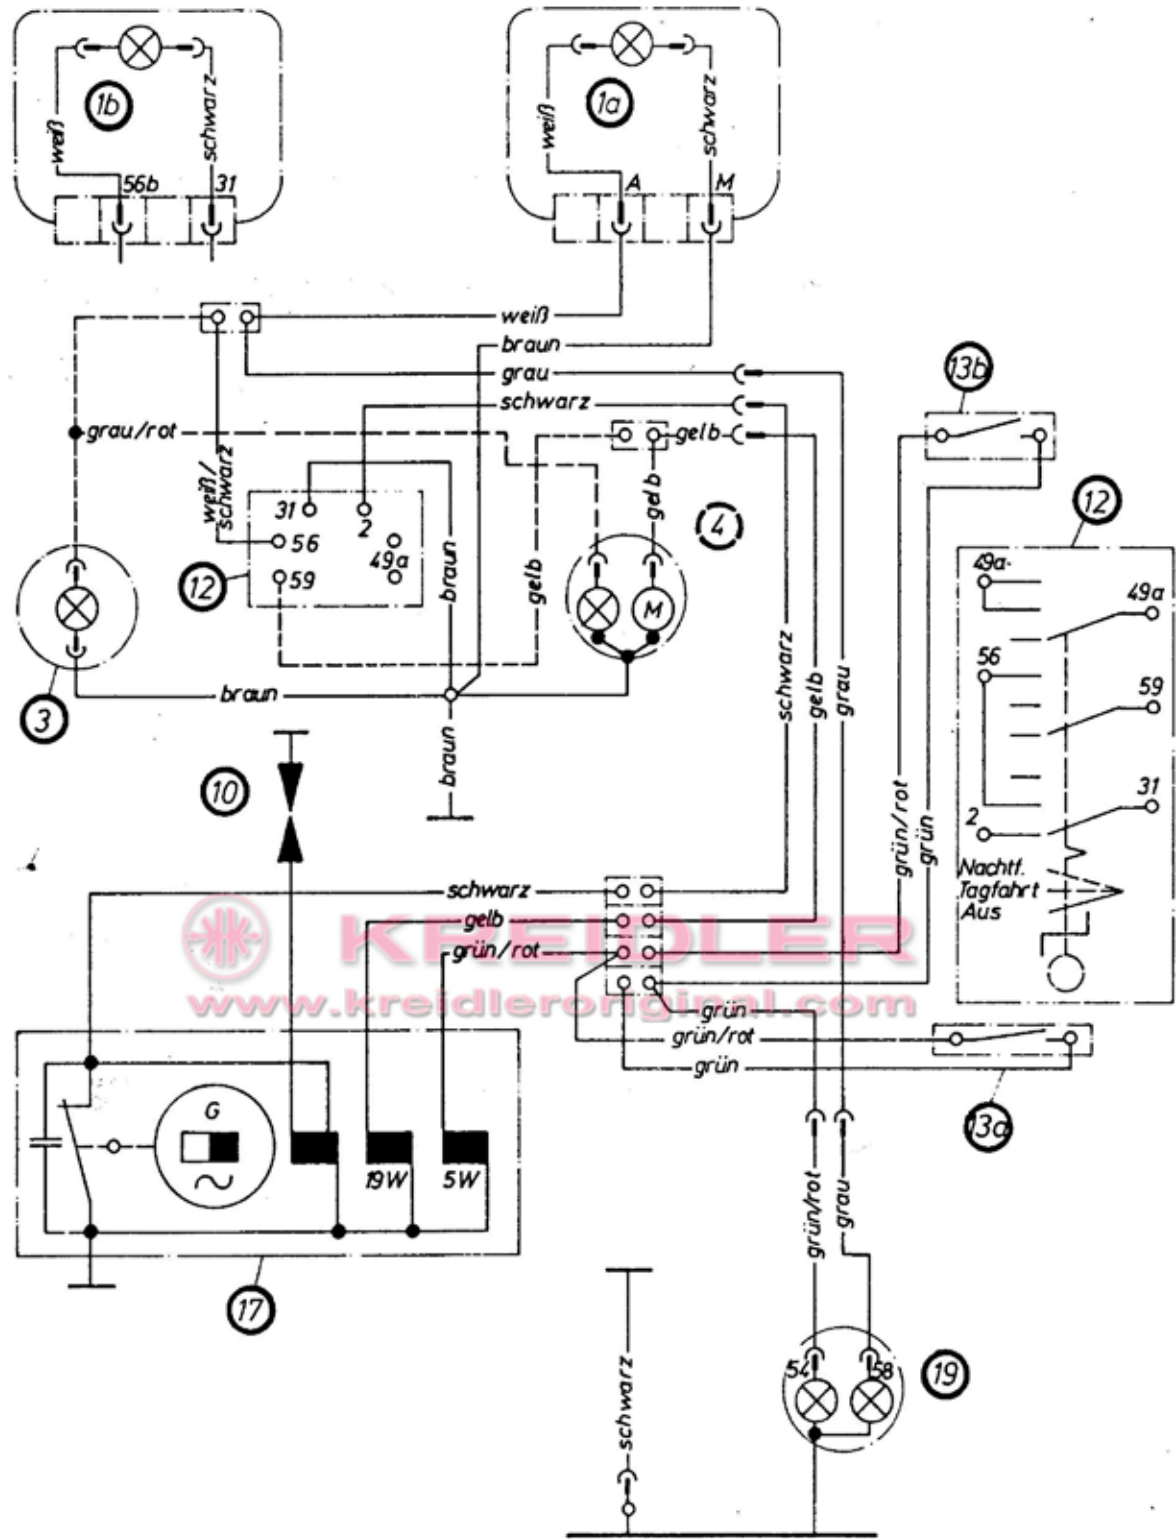 1b
weiß
schwarz
56b
31
1a
weiß
schwarz
A
M
weiß
braun
grau
schwarz
grau/rot
gelb
13b
weiß/
schwarz
gelb
4
31
2
56
49a
59
12
braun
gelb
M
12
49a
49a
56
59
31
2
Nachtf.
Tagfahrt
Aus
3
braun
braun
schwarz
gelb
grau
grün/rot
grün
10
schwarz
gelb
grün/rot
KREIDLER
www.kreidleroriginal.com
grün
grün/rot
grün
13a
G
19W
5W
17
grün/rot
grau
schwarz
54
58
19